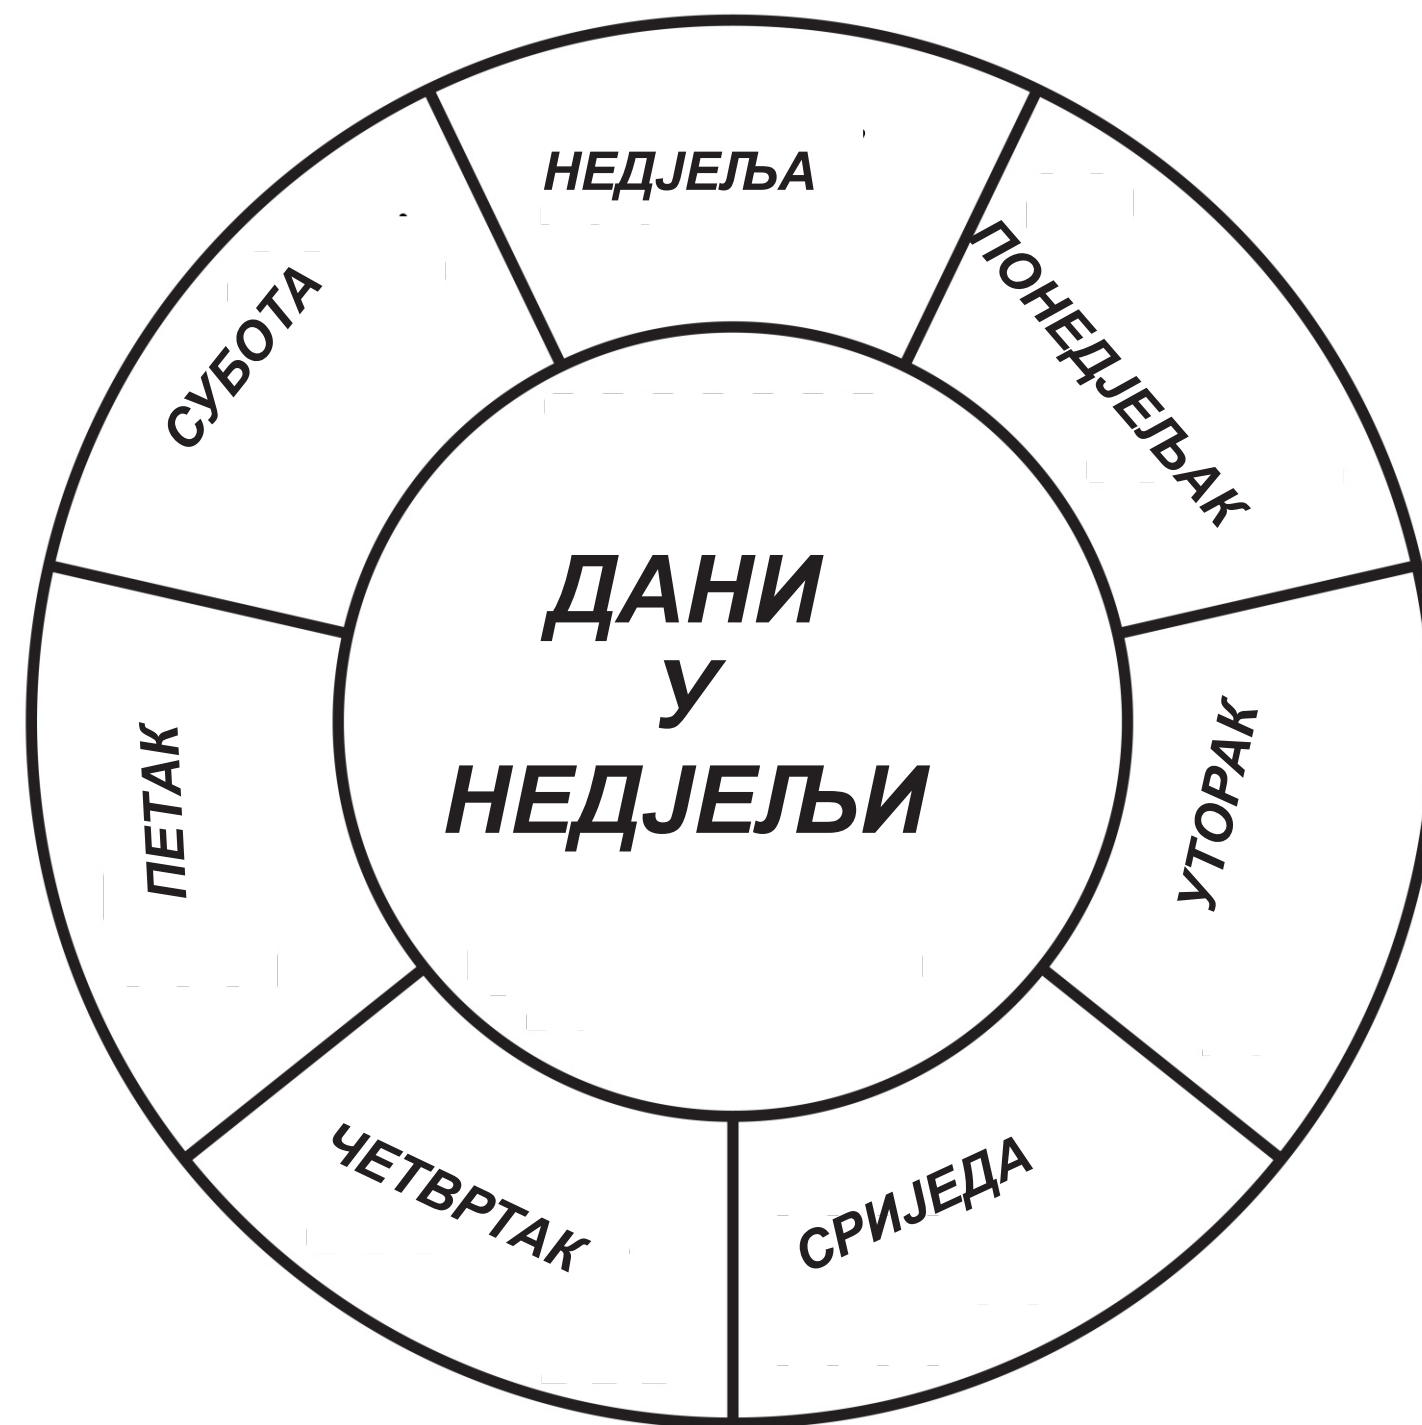 НЕДЈЕЉА
ПОНЕДЈЕЉАК
УТОРАК
СРИЈЕДА
ЧЕТВРТАК
ПЕТАК
СУБОТА
ДАНИ
У
НЕДЈЕЉИ